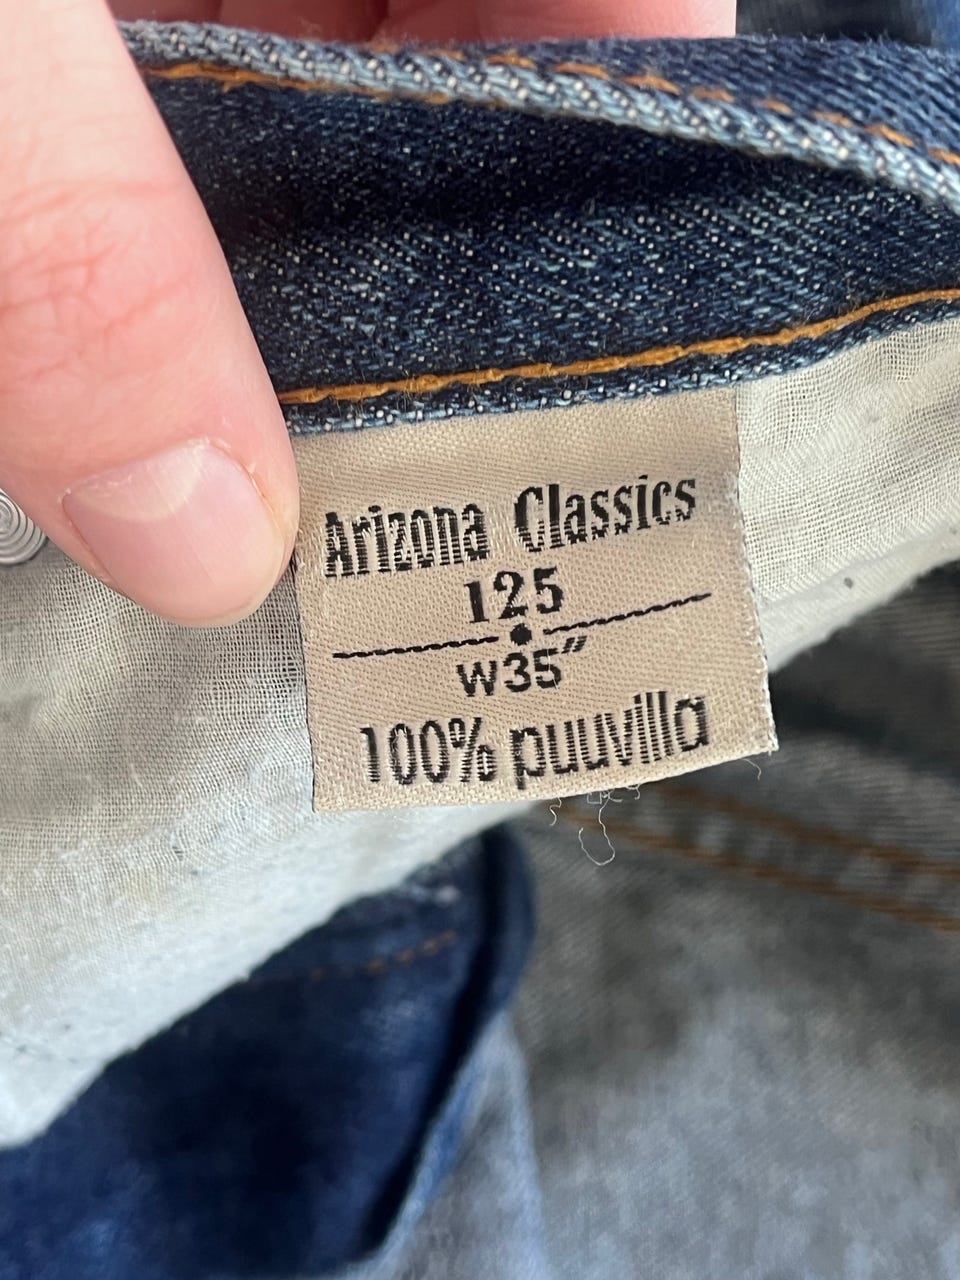 Arizona Classics
125
W35"
100% puuvilla